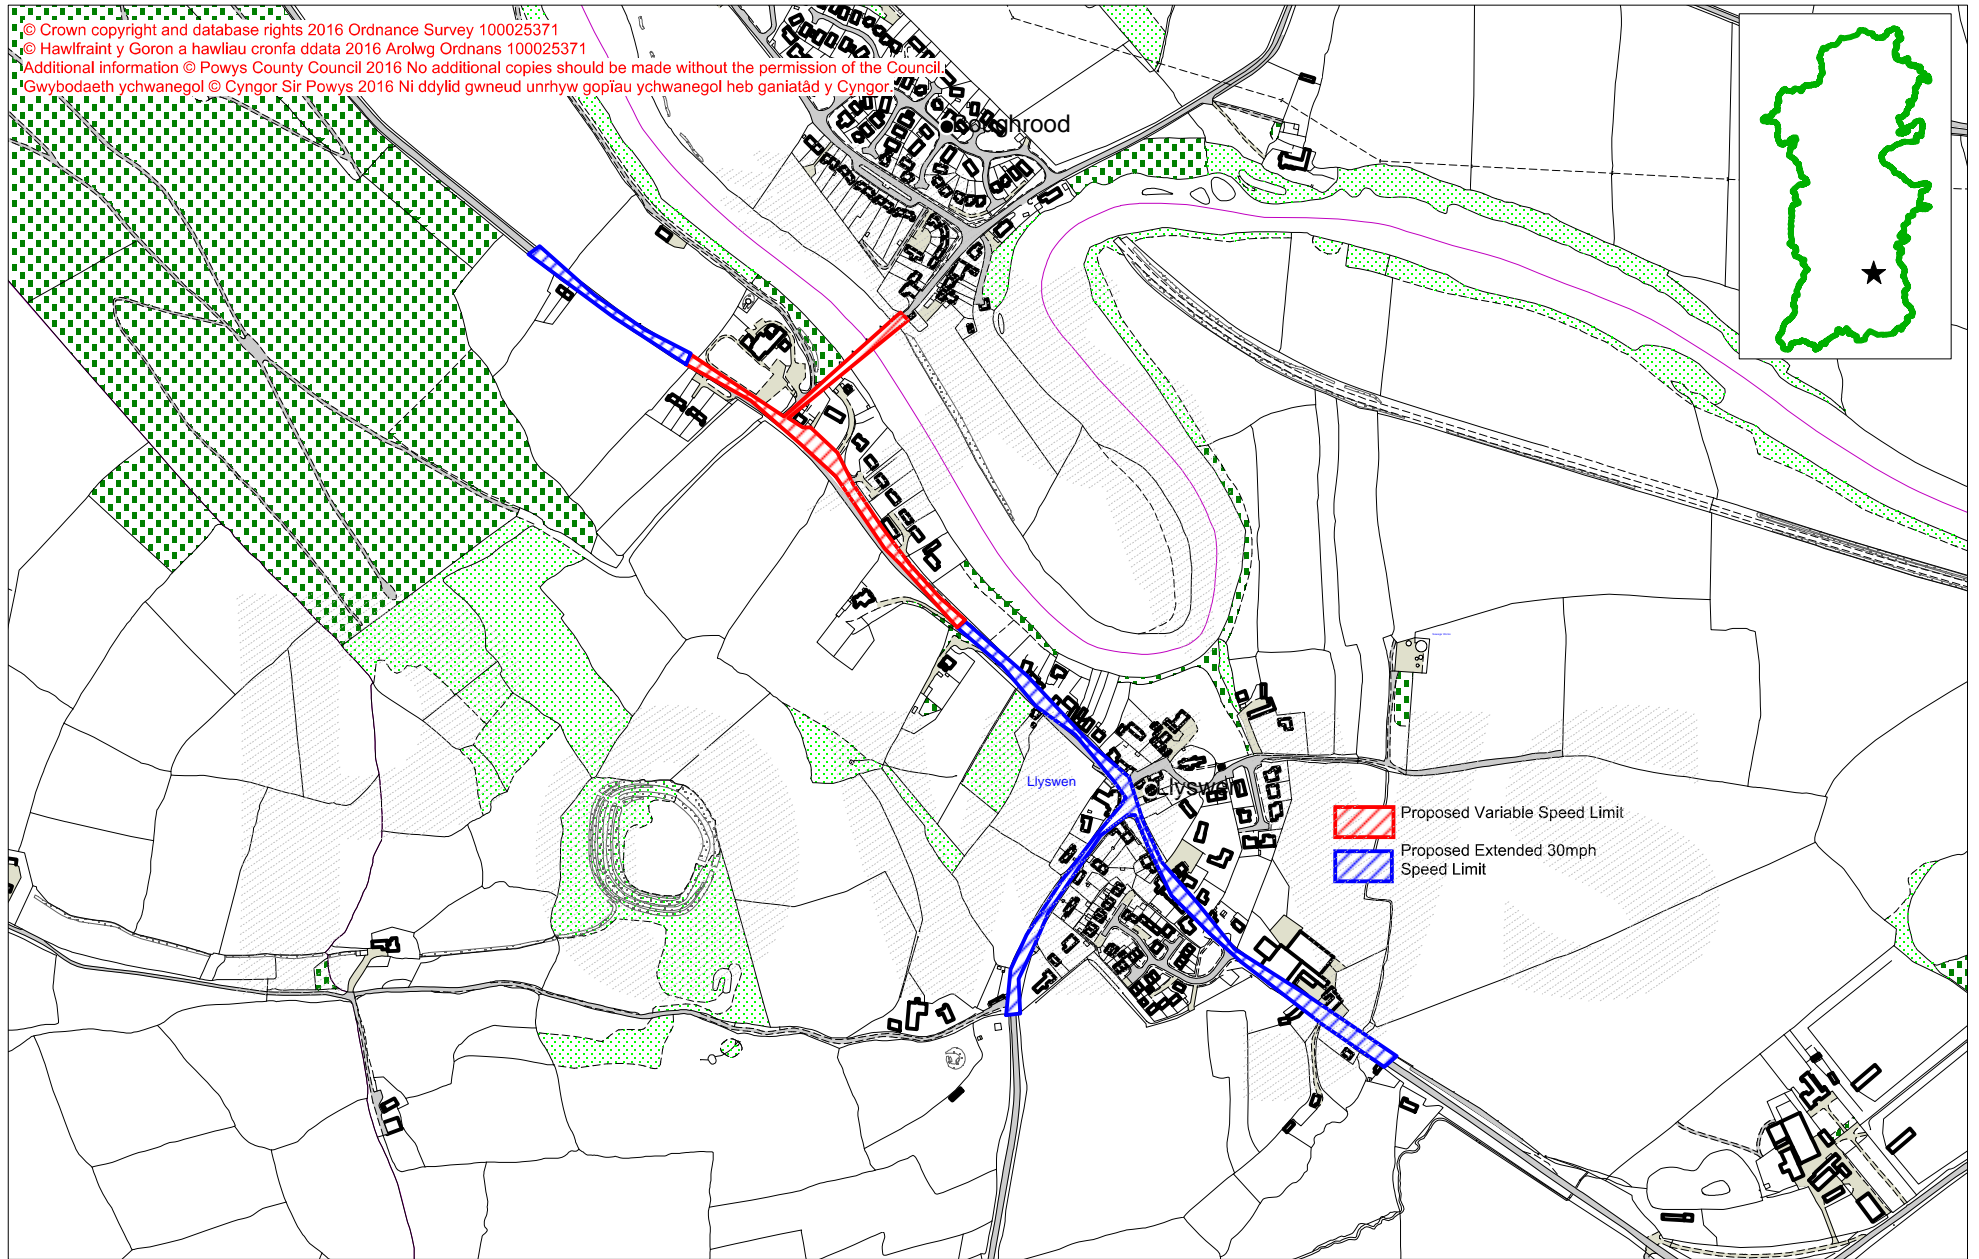 © Crown copyright and database rights 2016 Ordnance Survey 100025371
© Hawlfraint y Goron a hawliau cronfa ddata 2016 Arolwg Ordnans 100025371
Additional information © Powys County Council 2016 No additional copies should be made without the permission of the Council.
Gwybodaeth ychwanegol © Cyngor Sir Powys 2016 Ni ddylid gwneud unrhyw gopïau ychwanegol heb ganiatâd y Cyngor.
Boughrood
Llyswen
Llyswen
Proposed Variable Speed Limit
Proposed Extended 30mph
Speed Limit